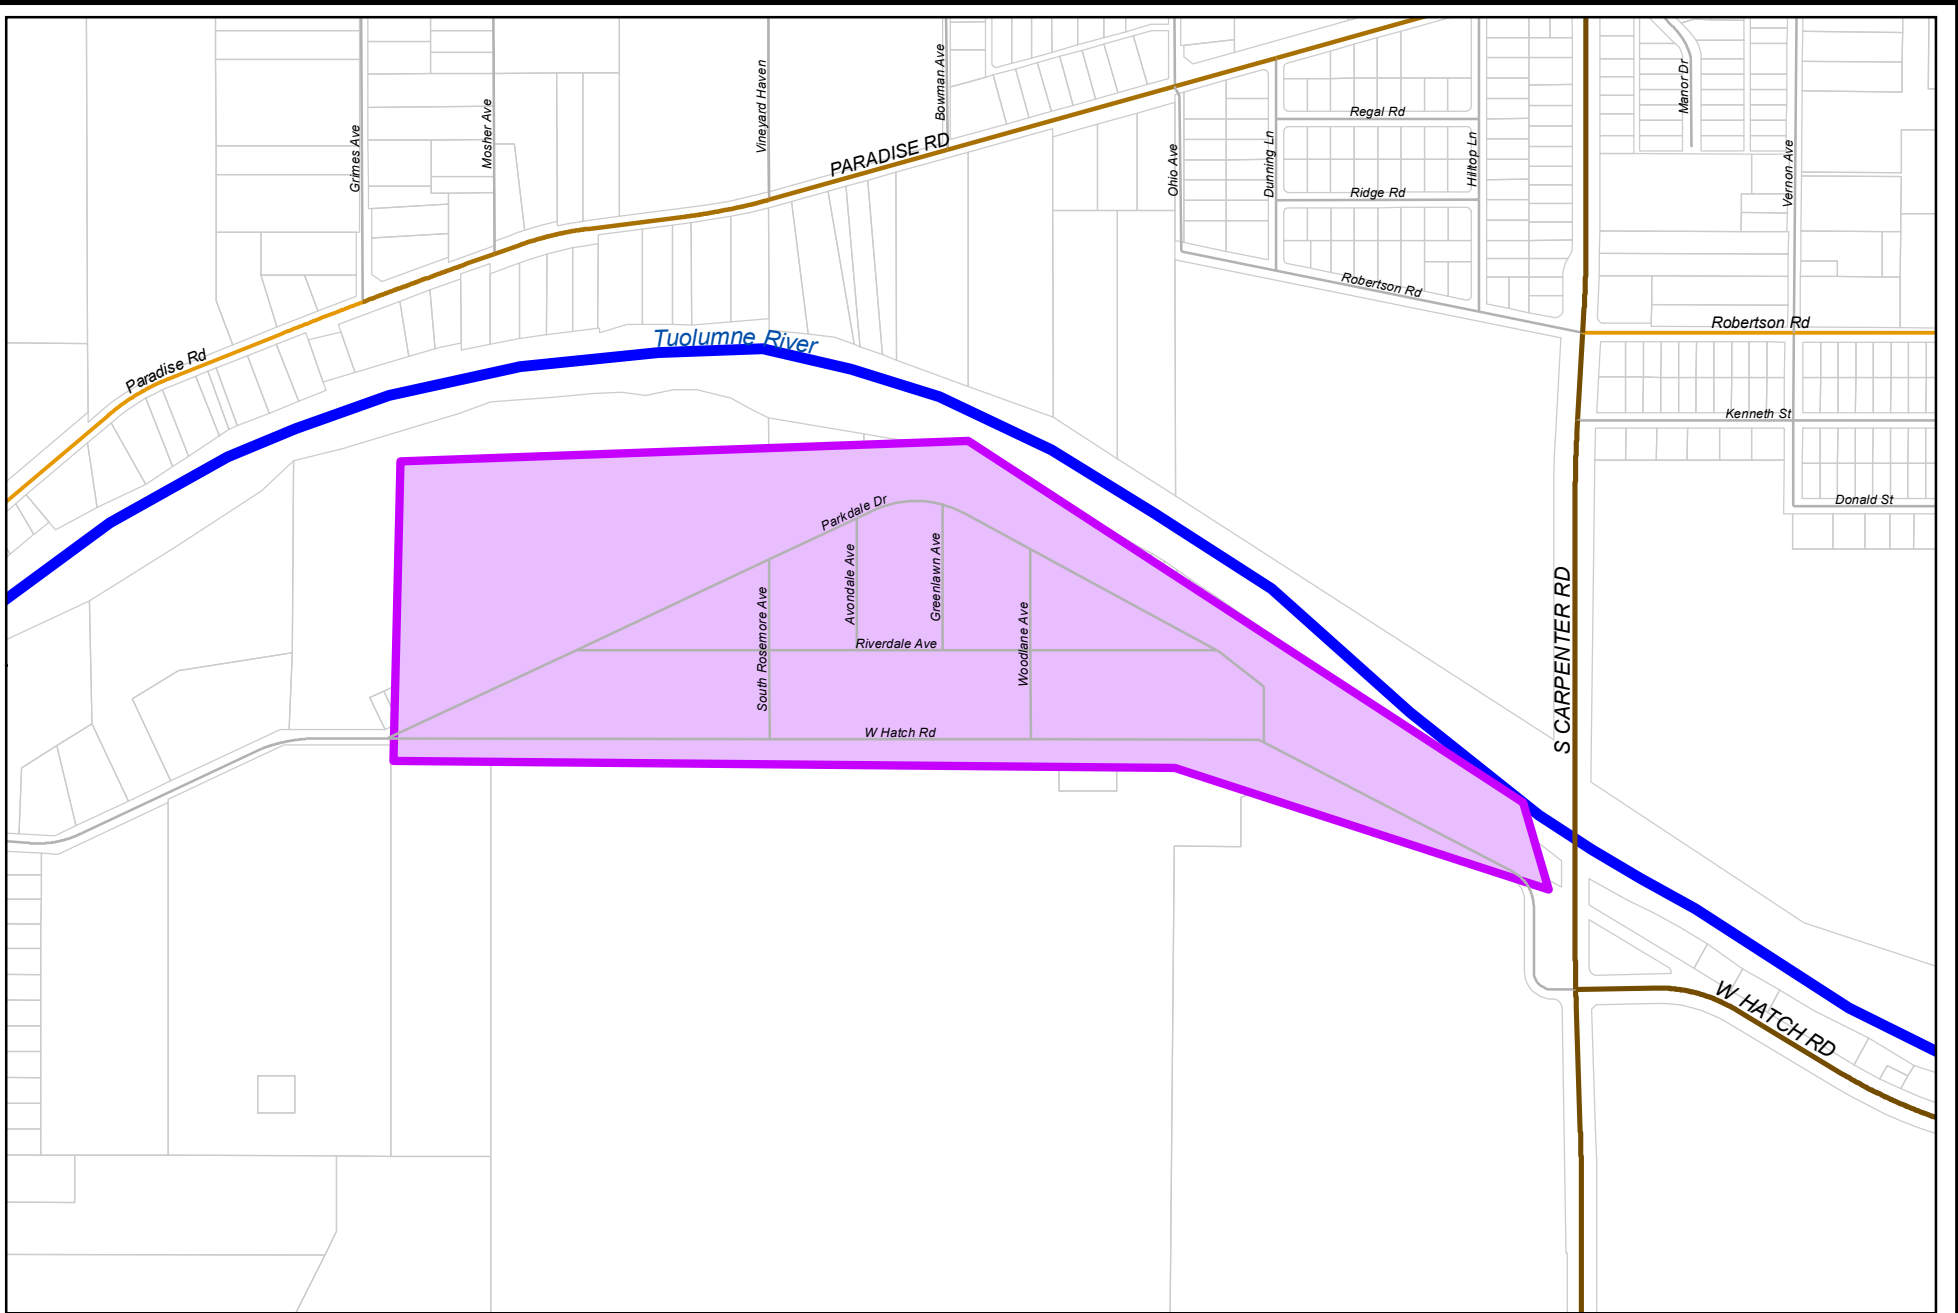 Grimes Ave
Mosher Ave
Vineyard Haven
Bowman Ave
PARADISE RD
Ohio Ave
Dunning Ln
Regal Rd
Hilltop Ln
Ridge Rd
Manor Dr
Vernon Ave
Robertson Rd
Robertson Rd
Paradise Rd
Tuolumne River
Kenneth St
Donald St
Parkdale Dr
Avondale Ave
Greenlawn Ave
South Rosemore Ave
Riverdale Ave
Woodlane Ave
W Hatch Rd
S CARPENTER RD
W HATCH RD